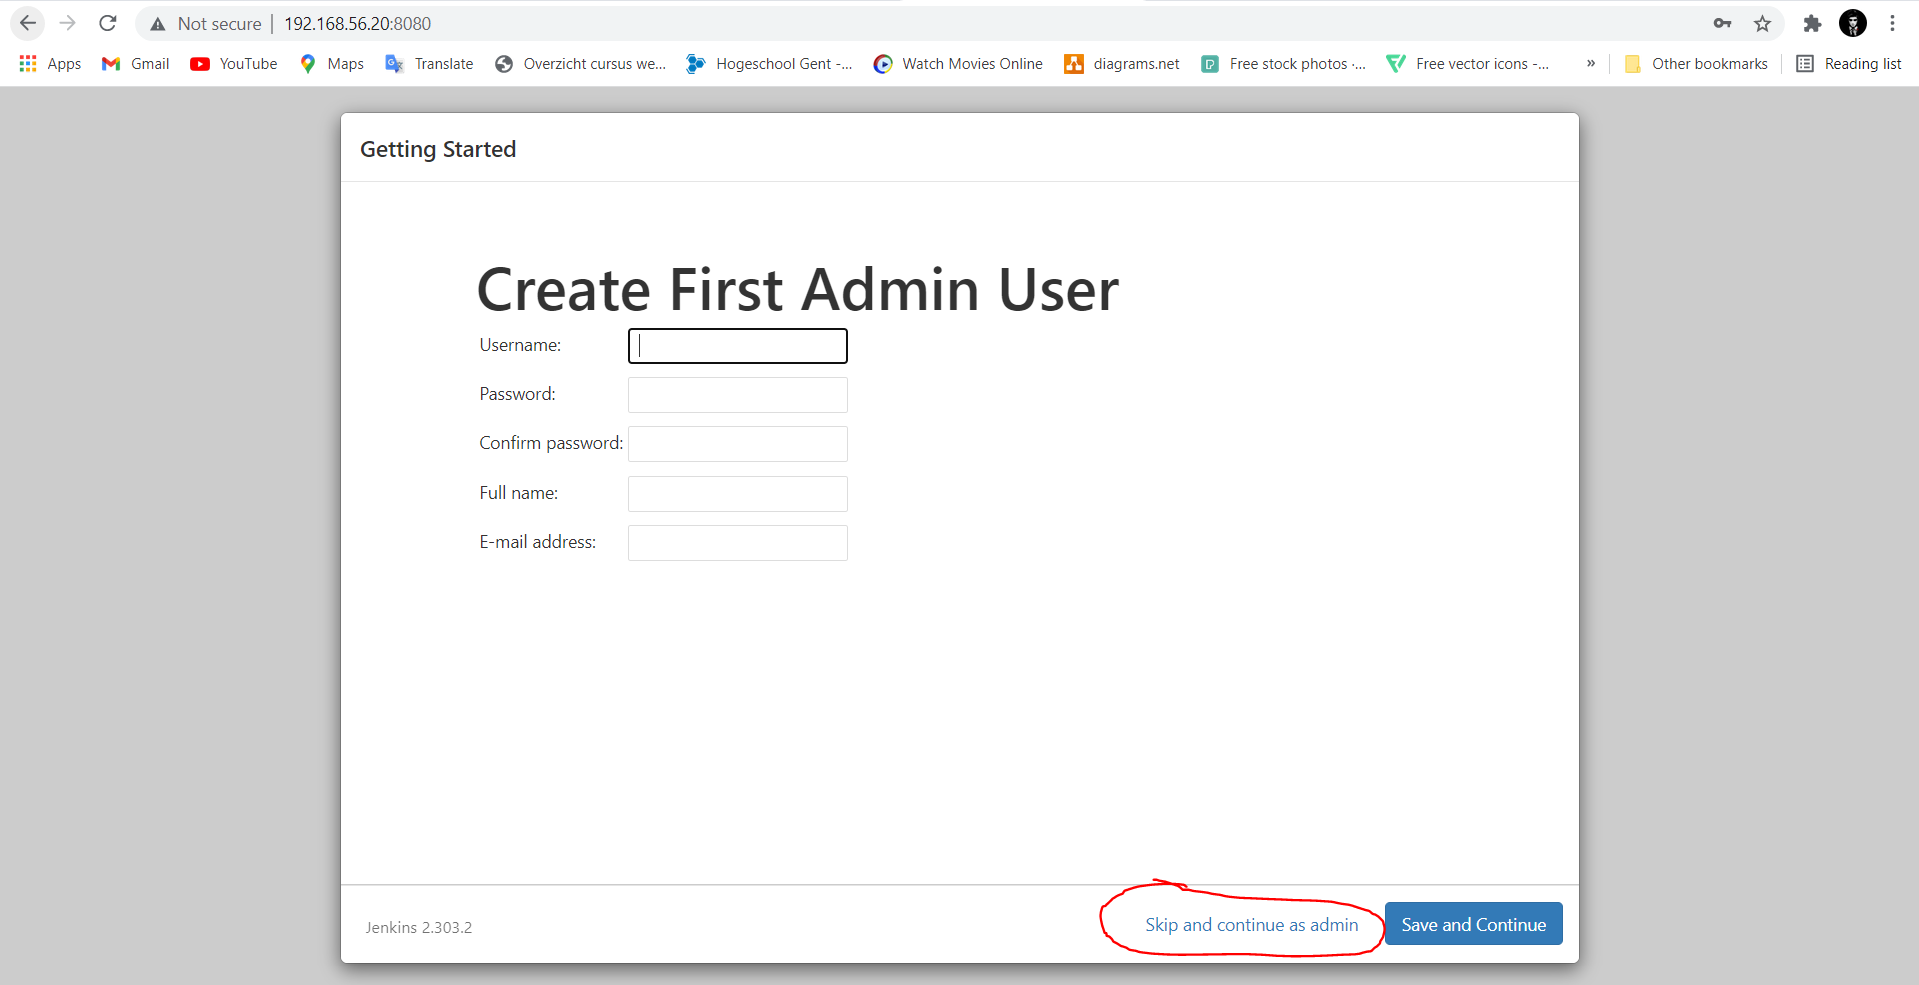 Not secure | 192.168.56.20:8080
Apps Gmail YouTube Maps Translate Overzicht cursus we... Hogeschool Gent -... Watch Movies Online diagrams.net Free stock photos ·... Free vector icons -... » Other bookmarks Reading list
Getting Started
Create First Admin User
Username:
Password:
Confirm password:
Full name:
E-mail address:
Jenkins 2.303.2 Skip and continue as admin Save and Continue